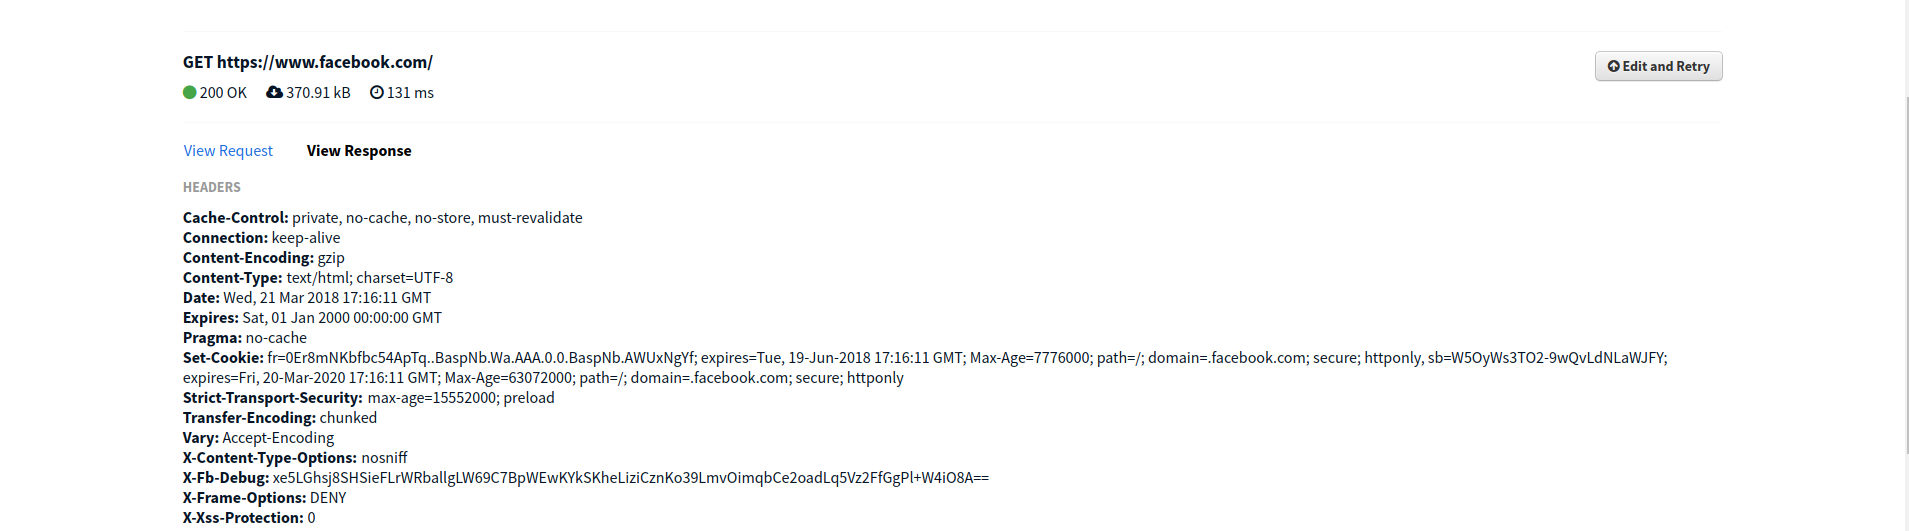 GET https://www.facebook.com/
Edit and Retry
200 OK 370.91 kB 131 ms
View Request View Response
HEADERS
Cache-Control: private, no-cache, no-store, must-revalidate
Connection: keep-alive
Content-Encoding: gzip
Content-Type: text/html; charset=UTF-8
Date: Wed, 21 Mar 2018 17:16:11 GMT
Expires: Sat, 01 Jan 2000 00:00:00 GMT
Pragma: no-cache
Set-Cookie: fr=0Er8mNKbfbc54ApTq..BaspNb.Wa.AAA.0.0.BaspNb.AWUxNgYf; expires=Tue, 19-Jun-2018 17:16:11 GMT; Max-Age=7776000; path=/; domain=.facebook.com; secure; httponly, sb=W5OyWs3TO2-9wQvLdNLaWJFY;
expires=Fri, 20-Mar-2020 17:16:11 GMT; Max-Age=63072000; path=/; domain=.facebook.com; secure; httponly
Strict-Transport-Security: max-age=15552000; preload
Transfer-Encoding: chunked
Vary: Accept-Encoding
X-Content-Type-Options: nosniff
X-Fb-Debug: xe5LGhsj8SHSieFLrWRballgLW69C7BpWEwKYkSKheLiziCznKo39LmvOimqbCe2oadLq5Vz2FfGgPl+W4iO8A==
X-Frame-Options: DENY
X-Xss-Protection: 0